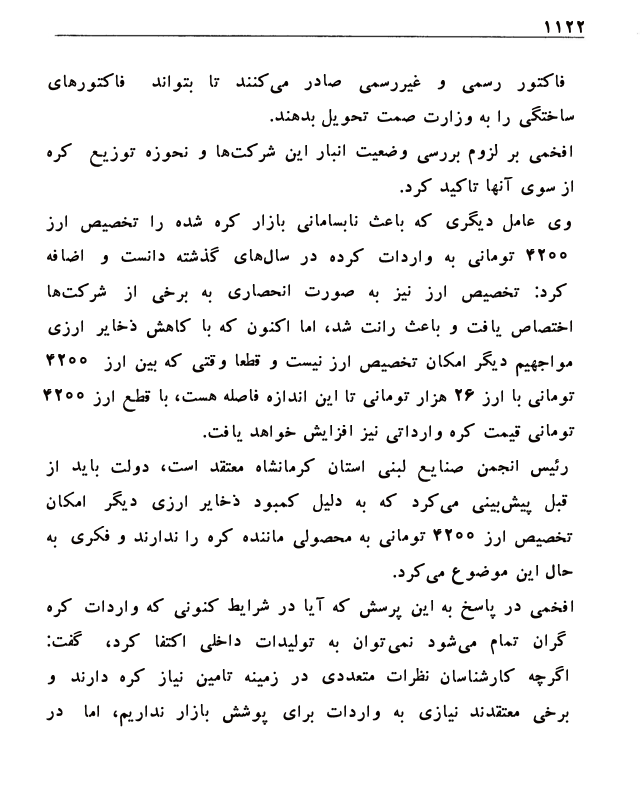 ۱۱۲۲
فاکتور رسمی و غیررسمی صادر می‌کنند تا بتواند فاکتورهای
ساختگی را به وزارت صمت تحویل بدهند.
افخمی بر لزوم بررسی وضعیت انبار این شرکت‌ها و نحوزه توزیع کره
از سوی آنها تاکید کرد.
وی عامل دیگری که باعث نابسامانی بازار کره شده را تخصیص ارز
۴۲۰۰ تومانی به واردات کرده در سال‌های گذشته دانست و اضافه
کرد: تخصیص ارز نیز به صورت انحصاری به برخی از شرکت‌ها
اختصاص یافت و باعث رانت شد، اما اکنون که با کاهش ذخایر ارزی
مواجهیم دیگر امکان تخصیص ارز نیست و قطعا وقتی که بین ارز ۴۲۰۰
تومانی با ارز ۲۶ هزار تومانی تا این اندازه فاصله هست، با قطع ارز ۴۲۰۰
تومانی قیمت کره وارداتی نیز افزایش خواهد یافت.
رئیس انجمن صنایع لبنی استان کرمانشاه معتقد است، دولت باید از
قبل پیش‌بینی می‌کرد که به دلیل کمبود ذخایر ارزی دیگر امکان
تخصیص ارز ۴۲۰۰ تومانی به محصولی ماننده کره را ندارند و فکری به
حال این موضوع می‌کرد.
افخمی در پاسخ به این پرسش که آیا در شرایط کنونی که واردات کره
گران تمام می‌شود نمی‌توان به تولیدات داخلی اکتفا کرد، گفت:
اگرچه کارشناسان نظرات متعددی در زمینه تامین نیاز کره دارند و
برخی معتقدند نیازی به واردات برای پوشش بازار نداریم، اما در